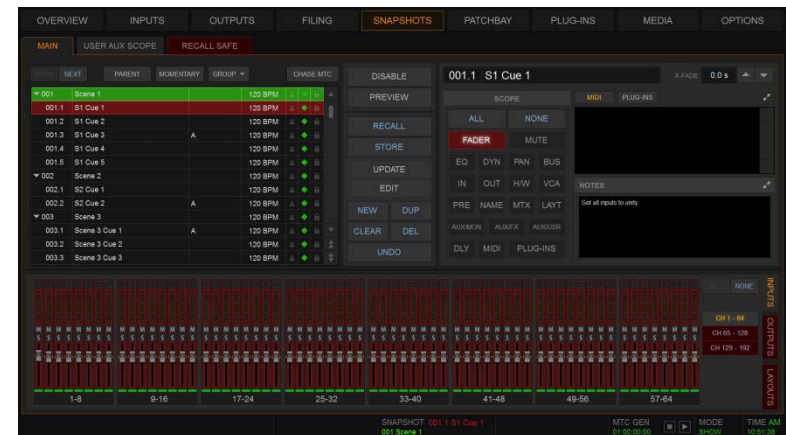 OVERVIEW INPUTS OUTPUTS FILING SNAPSHOTS PATCHBAY PLUG-INS MEDIA OPTIONS
MAIN USER AUX SCOPE RECALL SAFE
NEXT PARENT MOMENTARY GROUP CHASE MTC
001 Scene 1 120 BPM
001.1 S1 Cue 1 120 BPM
001.2 S1 Cue 2 120 BPM
001.3 S1 Cue 3 A 120 BPM
001.4 S1 Cue 4 120 BPM
001.5 S1 Cue 5 120 BPM
002 Scene 2 120 BPM
002.1 S2 Cue 1 120 BPM
002.2 S2 Cue 2 A 120 BPM
003 Scene 3 120 BPM
003.1 Scene 3 Cue 1 A 120 BPM
003.2 Scene 3 Cue 2 120 BPM
003.3 Scene 3 Cue 3 120 BPM
DISABLE
PREVIEW
RECALL
STORE
UPDATE
EDIT
NEW DUP
CLEAR DEL
UNDO
001.1 S1 Cue 1 X-FADE 0.0 s
SCOPE
ALL NONE
FADER MUTE
EQ DYN PAN BUS
IN OUT H/W VCA
PRE NAME MTX LAYT
AUX/MON AUX/FX AUX/USR
DLY MIDI PLUG-INS
MIDI PLUG-INS
NOTES
Set all inputs to unity.
M M M M M M M M M M M M M M M M M M M M M M M M M M M M M M M M M M M M M M M M M M M M M M M M M M M M M M M M M M M M M M M M
S S S S S S S S S S S S S S S S S S S S S S S S S S S S S S S S S S S S S S S S S S S S S S S S S S S S S S S S S S S S S S S S
1-8 9-16 17-24 25-32 33-40 41-48 49-56 57-64
NONE
CH 1 - 64
CH 65 - 128
CH 129 - 192
INPUTS
OUTPUTS
LAYOUTS
SNAPSHOT 001.1 S1 Cue 1
001 Scene 1
MTC GEN
01:00:00:00
MODE
SHOW
TIME AM
10:51:38